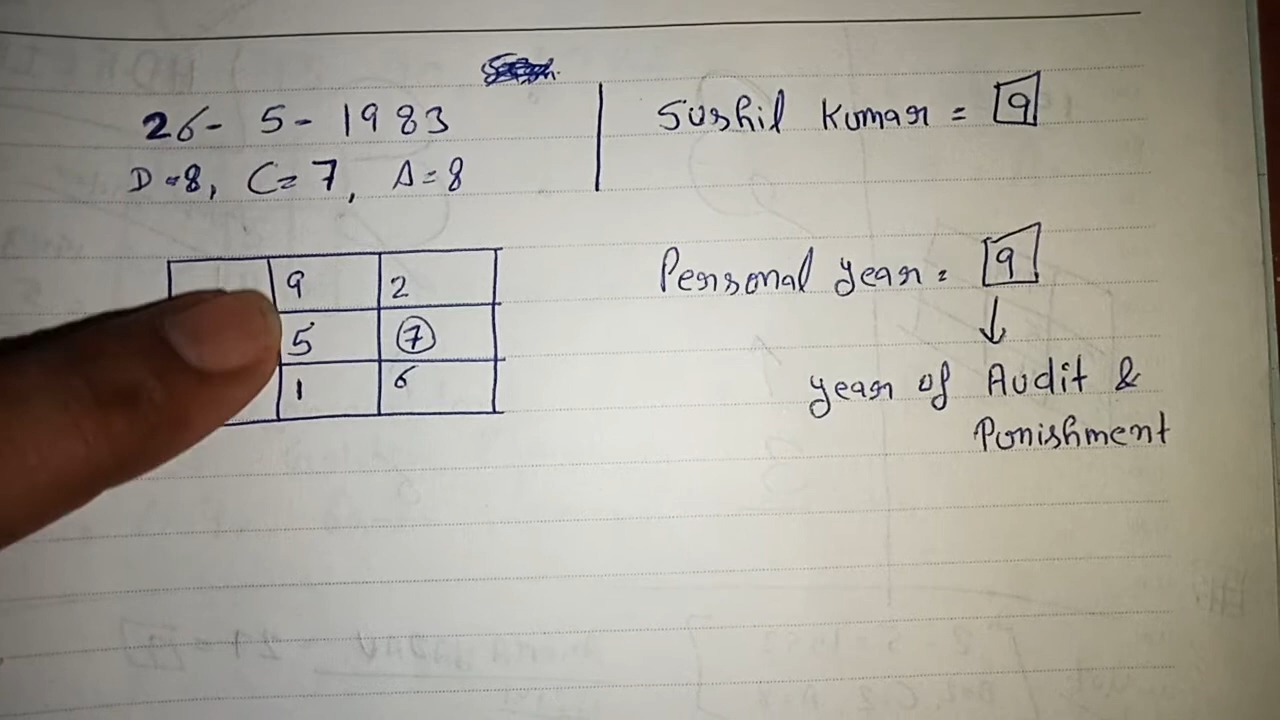 26- 5- 1983
D=8, C=7, A=8
Sushil Kumar = 9
9 2
5 7
1 6
Personal year = 9
↓
year of Audit &
Punishment